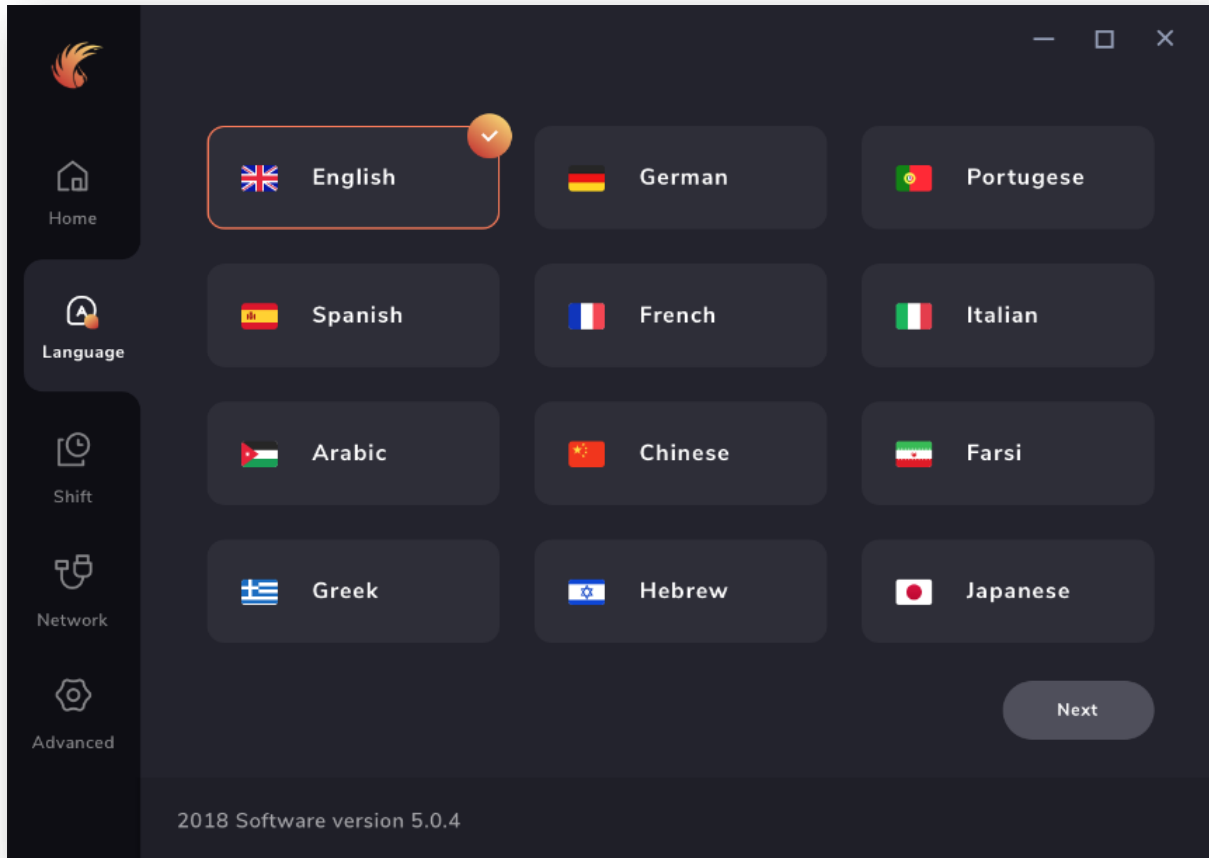 Home
Language
Shift
Network
Advanced
English
German
Portugese
Spanish
French
Italian
Arabic
Chinese
Farsi
Greek
Hebrew
Japanese
Next
2018 Software version 5.0.4